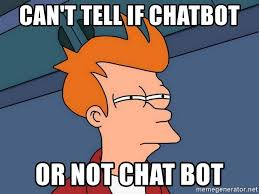 CAN'T TELL IF CHATBOT
OR NOT CHAT BOT
memegenerator.net